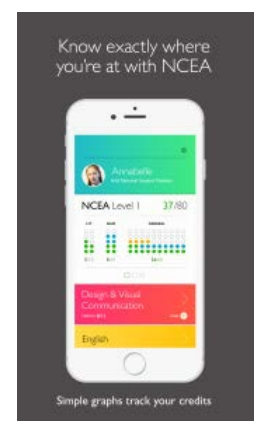 Know exactly where
you're at with NCEA
Annabelle
NCEA Level 1 37/80
Design & Visual
Communication
English
Simple graphs track your credits